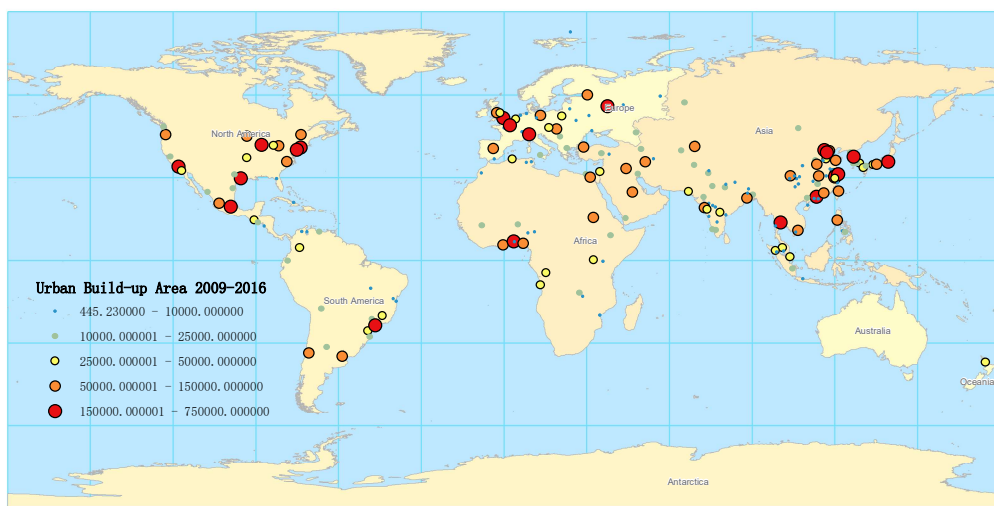 Europe
Asia
North America
Africa
Urban Build-up Area 2009-2016
South America
445.230000 - 10000.000000
10000.000001 - 25000.000000
25000.000001 - 50000.000000
50000.000001 - 150000.000000
150000.000001 - 750000.000000
Australia
Oceania
Antarctica